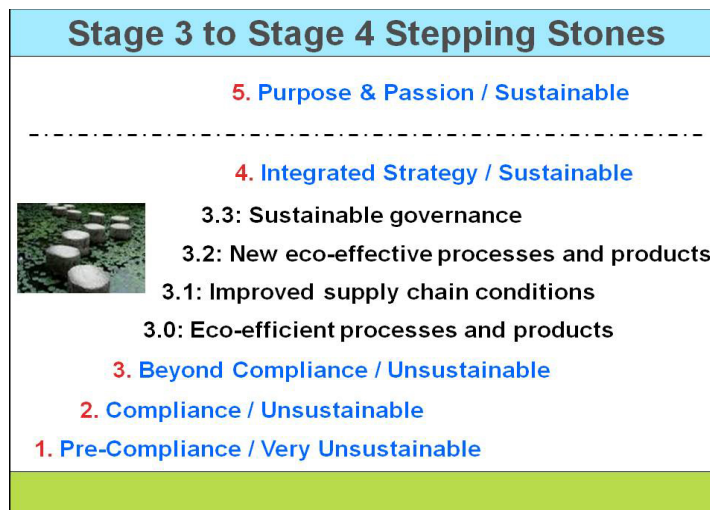 Stage 3 to Stage 4 Stepping Stones
5. Purpose & Passion / Sustainable
4. Integrated Strategy / Sustainable
3.3: Sustainable governance
3.2: New eco-effective processes and products
3.1: Improved supply chain conditions
3.0: Eco-efficient processes and products
3. Beyond Compliance / Unsustainable
2. Compliance / Unsustainable
1. Pre-Compliance / Very Unsustainable